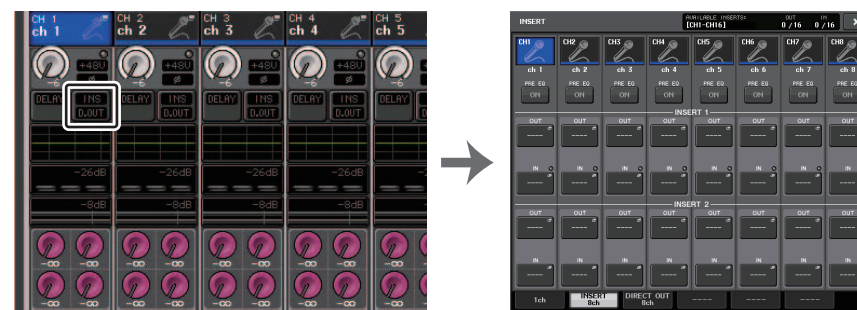 CH 1 CH 2 CH 3 CH 4 CH 5
ch 1 ch 2 ch 3 ch 4 ch 5
+48V +48V +48V +48V
-6 -6 -6 -6 -6
Ø Ø Ø Ø
DELAY INS DELAY INS DELAY INS DELAY INS DELAY
D.OUT D.OUT D.OUT D.OUT
-26dB -26dB -26dB -26dB
-8dB -8dB -8dB -8dB
-∞ -∞ -∞ -∞ -∞ -∞ -∞ -∞ -∞
-∞ -∞ -∞ -∞ -∞ -∞ -∞ -∞ -∞
INSERT
AVAILABLE INSERTS: OUT IN
[CH1-CH16] 0 /16 0 /16
CH1 CH2 CH3 CH4 CH5 CH6 CH7 CH8
ch 1 ch 2 ch 3 ch 4 ch 5 ch 6 ch 7 ch 8
PRE EQ PRE EQ PRE EQ PRE EQ PRE EQ PRE EQ PRE EQ PRE EQ
ON ON ON ON ON ON ON ON
INSERT 1
OUT OUT OUT OUT OUT OUT OUT OUT
---- ---- ---- ---- ---- ---- ---- ----
IN IN IN IN IN IN IN IN
---- ---- ---- ---- ---- ---- ---- ----
INSERT 2
OUT OUT OUT OUT OUT OUT OUT OUT
---- ---- ---- ---- ---- ---- ---- ----
IN IN IN IN IN IN IN IN
---- ---- ---- ---- ---- ---- ---- ----
1ch INSERT 8ch DIRECT OUT 8ch ---- ---- ----